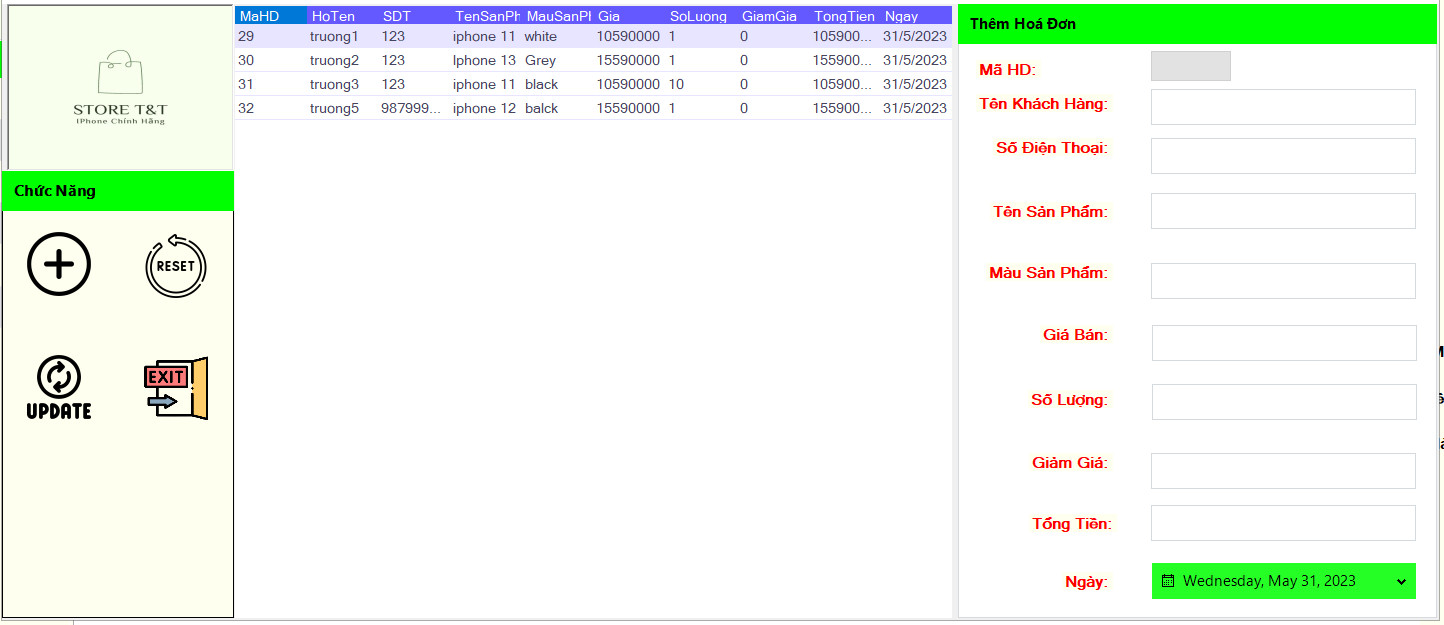 STORE T&T
IPhone Chính Hãng
Chức Năng
RESET
UPDATE
EXIT
MaHD HoTen SDT TenSanPh MauSanPl Gia SoLuong GiamGia TongTien Ngay
29 truong1 123 iphone 11 white 10590000 1 0 105900... 31/5/2023
30 truong2 123 Iphone 13 Grey 15590000 1 0 155900... 31/5/2023
31 truong3 123 iphone 11 black 10590000 10 0 105900... 31/5/2023
32 truong5 987999... iphone 12 balck 15590000 1 0 155900... 31/5/2023
Thêm Hoá Đơn
Mã HD:
Tên Khách Hàng:
Số Điện Thoại:
Tên Sản Phẩm:
Màu Sản Phẩm:
Giá Bán:
Số Lượng:
Giảm Giá:
Tổng Tiền:
Ngày:
Wednesday, May 31, 2023